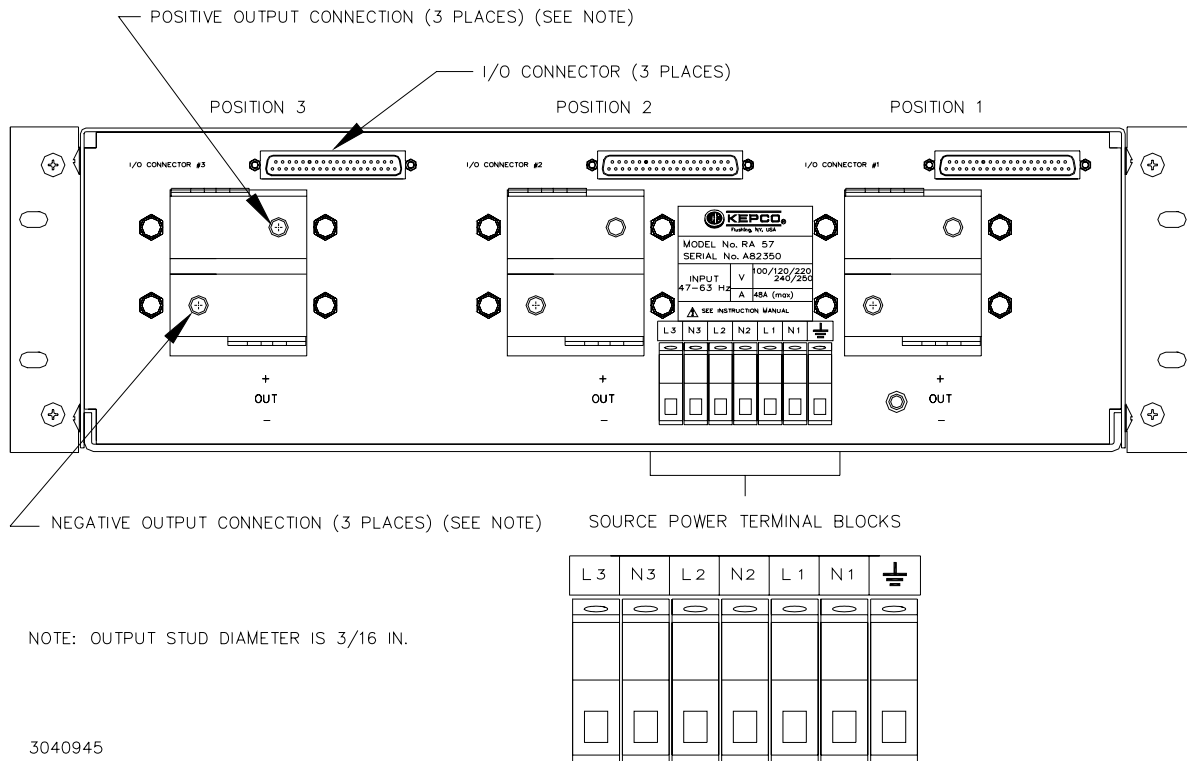 POSITIVE OUTPUT CONNECTION (3 PLACES) (SEE NOTE)
I/O CONNECTOR (3 PLACES)
POSITION 3
POSITION 2
POSITION 1
I/O CONNECTOR #3
I/O CONNECTOR #2
I/O CONNECTOR #1
KEPCO®
Flushing, NY, USA
MODEL No. RA 57
SERIAL No. A82350
INPUT
47-63 Hz
V
100/120/220
240/250
A
48A (max)
SEE INSTRUCTION MANUAL
L3 N3 L2 N2 L1 N1
+
OUT
-
+
OUT
-
+
OUT
-
NEGATIVE OUTPUT CONNECTION (3 PLACES) (SEE NOTE)
SOURCE POWER TERMINAL BLOCKS
L3 N3 L2 N2 L1 N1
NOTE: OUTPUT STUD DIAMETER IS 3/16 IN.
3040945